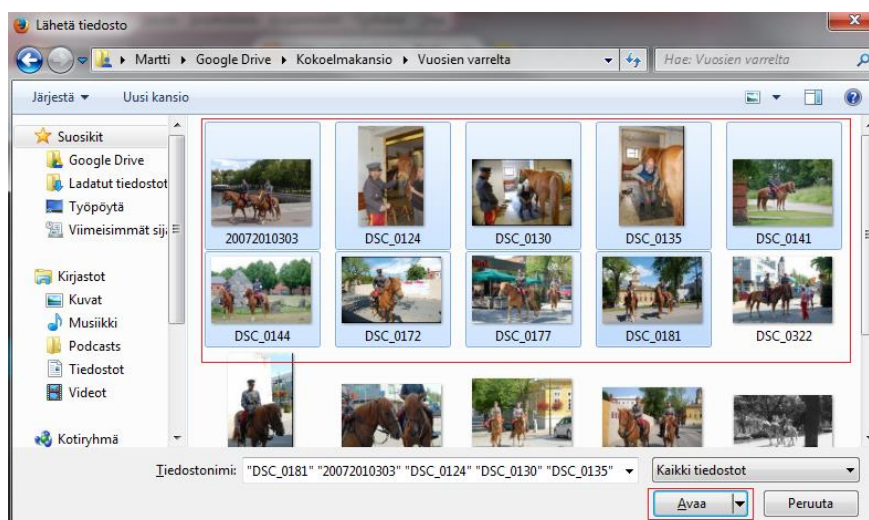 Lähetä tiedosto
Martti Google Drive Kokoelmakansio Vuosien varrelta
Hae: Vuosien varrelta
Järjestä Uusi kansio
Suosikit
Google Drive
Ladatut tiedostot
Työpöytä
Viimeisimmät sij
Kirjastot
Kuvat
Musiikki
Podcasts
Tiedostot
Videot
Kotiryhmä
20072010303 DSC_0124 DSC_0130 DSC_0135 DSC_0141
DSC_0144 DSC_0172 DSC_0177 DSC_0181 DSC_0322
Tiedostonimi: "DSC_0181" "20072010303" "DSC_0124" "DSC_0130" "DSC_0135" Kaikki tiedostot
Avaa Peruuta